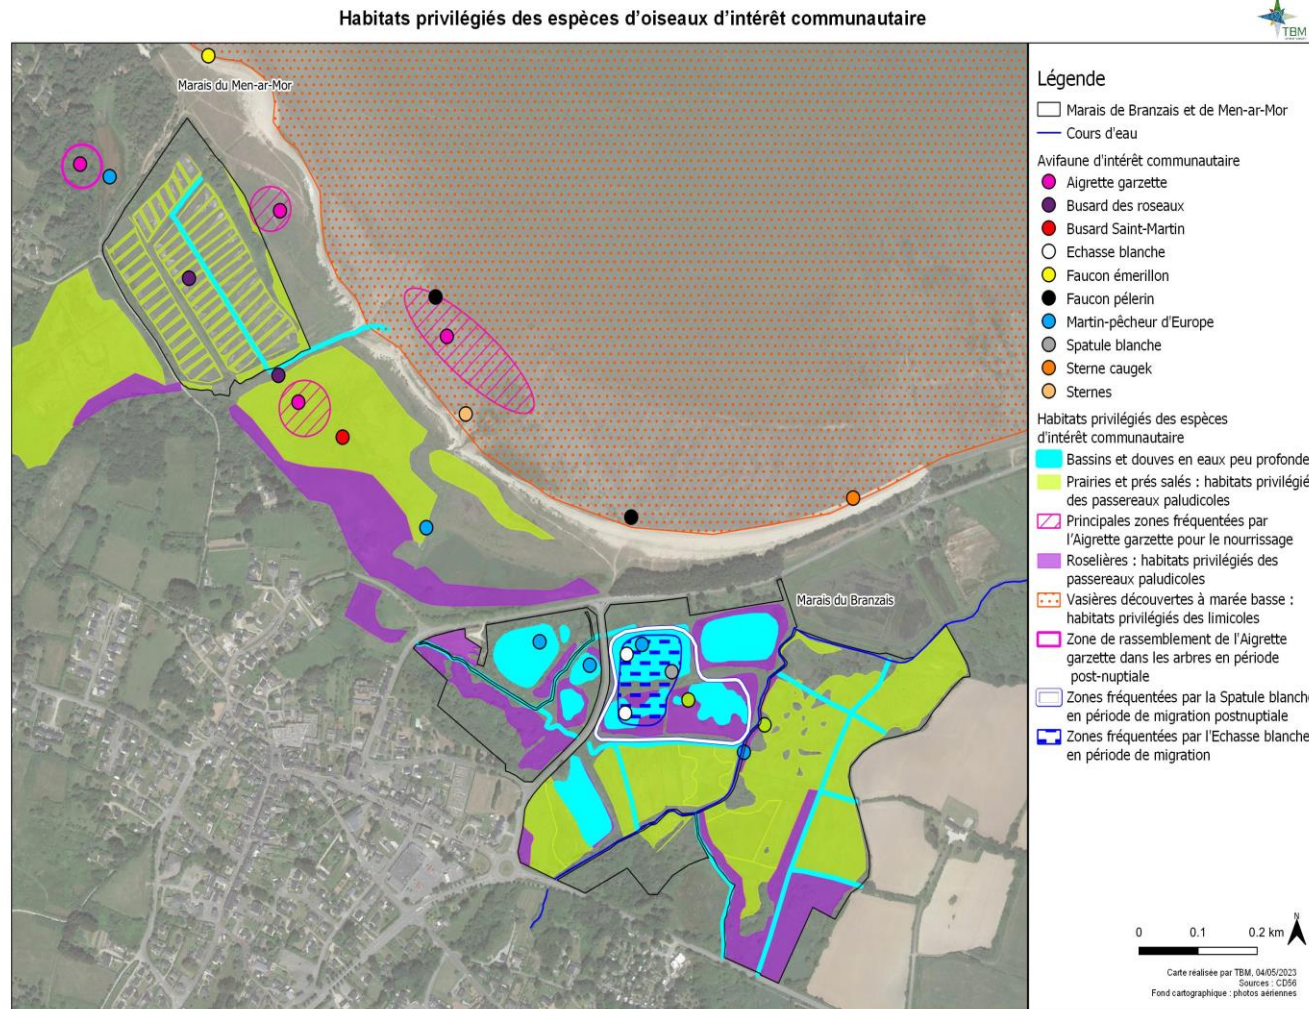 Habitats privilégiés des espèces d'oiseaux d'intérêt communautaire
TBM
Marais du Men-ar-Mor
Marais du Branzais
Légende
Marais de Branzais et de Men-ar-Mor
Cours d'eau
Avifaune d'intérêt communautaire
Aigrette garzette
Busard des roseaux
Busard Saint-Martin
Echasse blanche
Faucon émerillon
Faucon pélerin
Martin-pêcheur d'Europe
Spatule blanche
Sterne caugek
Sternes
Habitats privilégiés des espèces
d'intérêt communautaire
Bassins et douves en eaux peu profonde
Prairies et prés salés : habitats privilégié
des passereaux paludicoles
Principales zones fréquentées par
l'Aigrette garzette pour le nourrissage
Roselières : habitats privilégiés des
passereaux paludicoles
Vasières découvertes à marée basse :
habitats privilégiés des limicoles
Zone de rassemblement de l'Aigrette
garzette dans les arbres en période
post-nuptiale
Zones fréquentées par la Spatule blanche
en période de migration postnuptiale
Zones fréquentées par l'Echasse blanche
en période de migration
N
0 0.1 0.2 km
Carte réalisée par TBM, 04/05/2023
Sources : CD56
Fond cartographique : photos aériennes